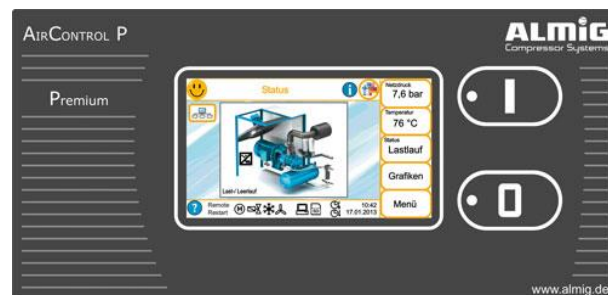 AirControl P
Premium
ALMiG
Compressor Systems
Status
Netzdruck
7,6 bar
Temperatur
76 °C
Status
Lastlauf
Grafiken
Menü
Last-/ Leerlauf
Remote
Restart
10:42
17.01.2013
www.almig.de